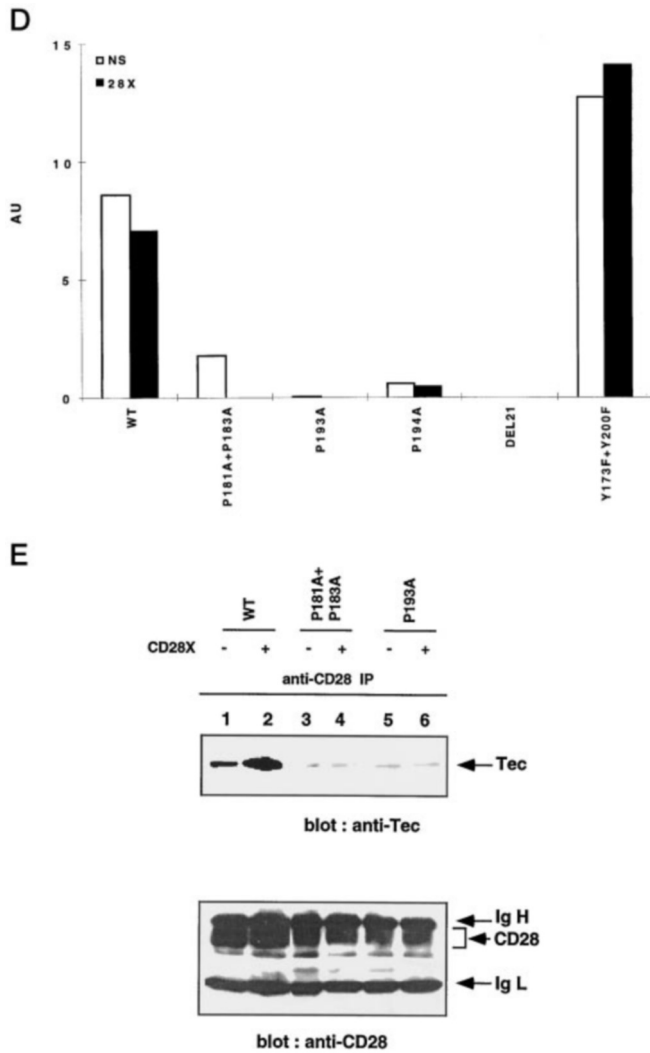 D
15
NS
28X
10
AU
5
0
WT
P181A+P183A
P193A
P194A
DEL21
Y173F+Y200F
E
WT
P181A+
P183A
P193A
CD28X - + - + - +
anti-CD28 IP
1 2 3 4 5 6
Tec
blot : anti-Tec
Ig H
CD28
Ig L
blot : anti-CD28